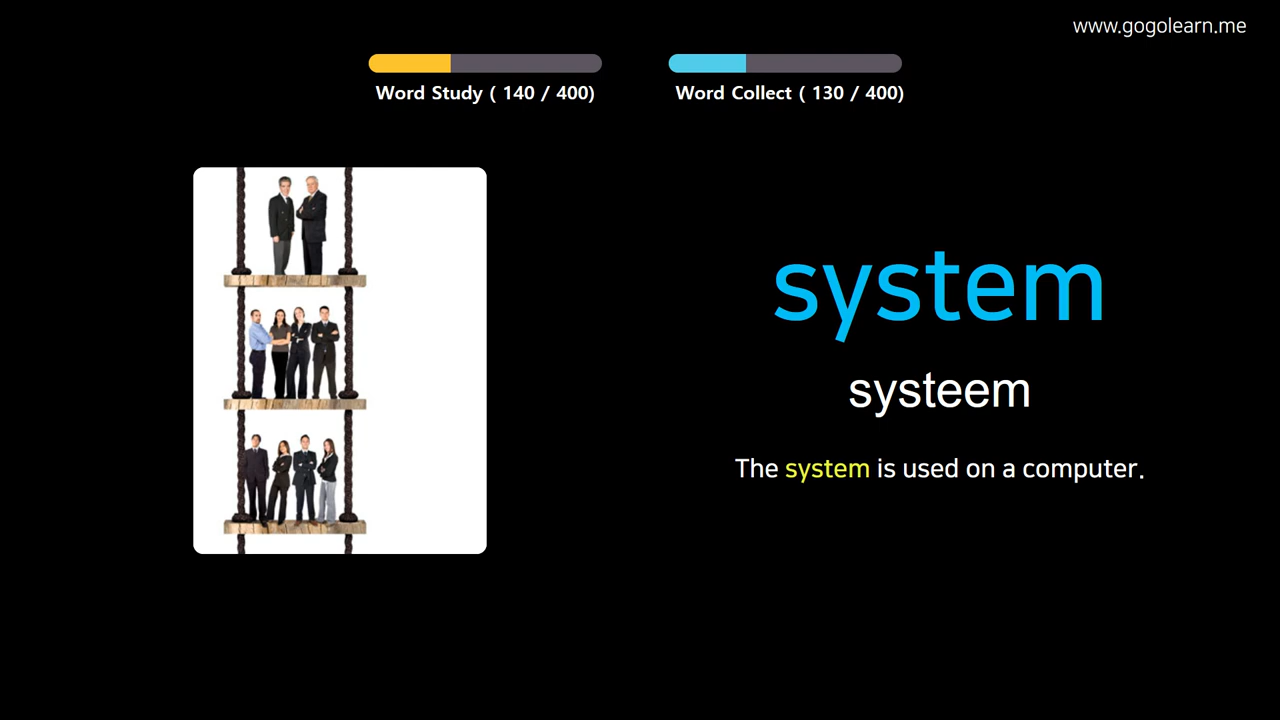 www.gogolearn.me
Word Study ( 140 / 400)
Word Collect ( 130 / 400)
system
systeem
The system is used on a computer.